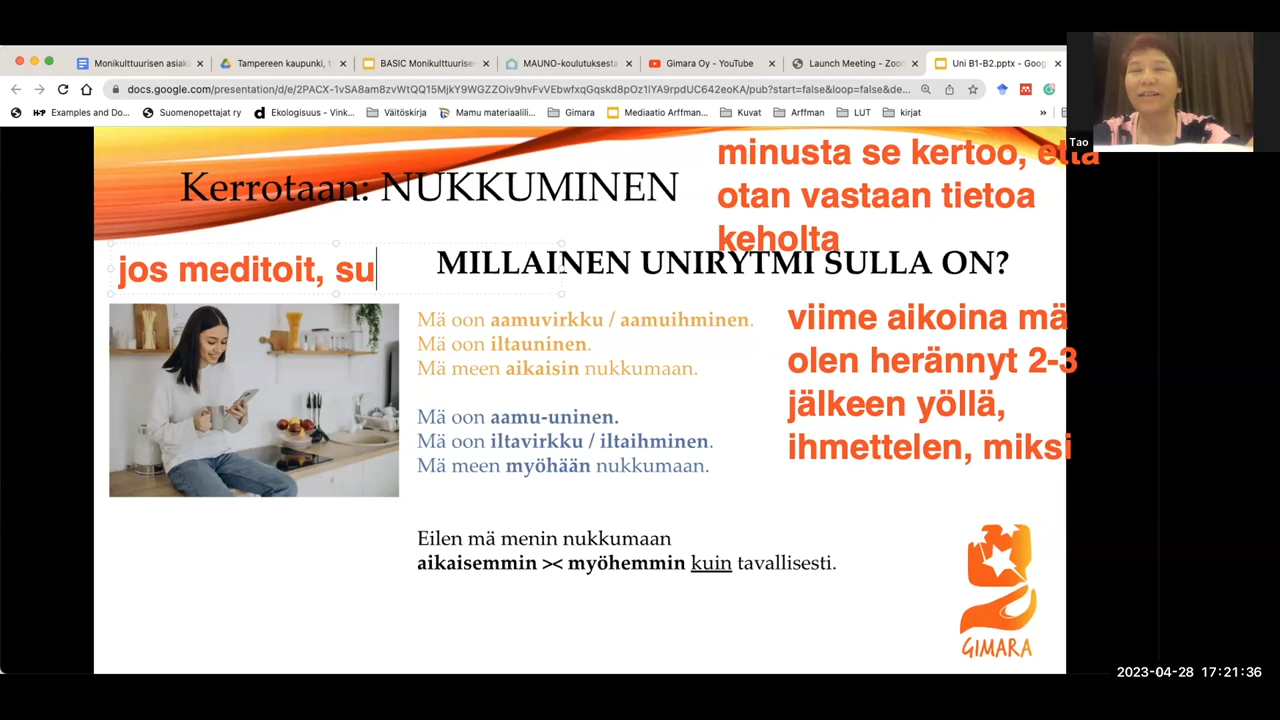 Monikulttuurisen asiak
Tampereen kaupunki, t
BASIC Monikulttuurise
MAUNO-koulutuksesta
Gimara Oy - YouTube
Launch Meeting - Zoor
Uni B1-B2.pptx - Goog
docs.google.com/presentation/d/e/2PACX-1vSA8am8zvWtQQ15MjkY9WGZZOiv9hvFvVEbwfxqGqskd8pOz1lYA9rpdUC642eoKA/pub?start=false&loop=false&de...
Examples and Do...
Suomenopettajat ry
Ekologisuus - Vink...
Väitöskirja
Mamu materiaalili...
Gimara
Mediaatio Arffman...
Kuvat
Arffman
LUT
kirjat
»
Tao
minusta se kertoo, että
otan vastaan tietoa
keholta
Kerrotaan: NUKKUMINEN
jos meditoit, su
MILLAINEN UNIRYTMI SULLA ON?
Mä oon aamuvirkku / aamuihminen.
Mä oon iltauninen.
Mä meen aikaisin nukkumaan.
Mä oon aamu-uninen.
Mä oon iltavirkku / iltaihminen.
Mä meen myöhään nukkumaan.
viime aikoina mä
olen herännyt 2-3
jälkeen yöllä,
ihmettelen, miksi
Eilen mä menin nukkumaan
aikaisemmin >< myöhemmin kuin tavallisesti.
GIMARA
2023-04-28 17:21:36